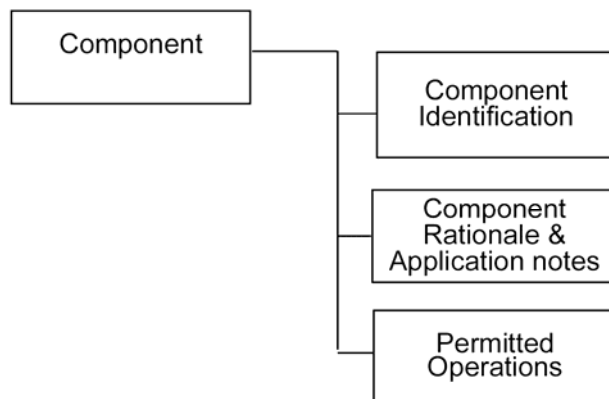 Component
Component
Identification
Component
Rationale &
Application notes
Permitted
Operations